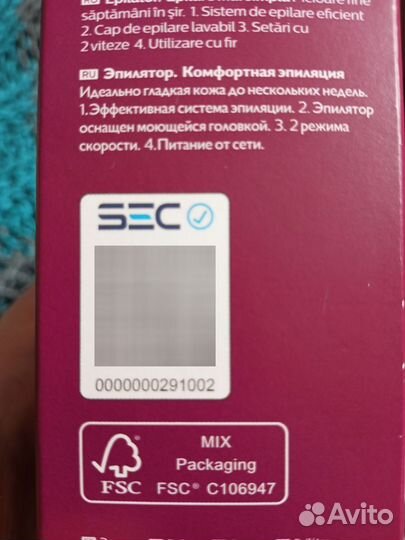 săptămâni în șir. 1. Sistem de epilare eficient
2. Cap de epilare lavabil 3. Setări cu
2 viteze 4. Utilizare cu fir
RU Эпилятор. Комфортная эпиляция
Идеально гладкая кожа до нескольких недель.
1.Эффективная система эпиляции. 2. Эпилятор
оснащен моющейся головкой. 3. 2 режима
скорости. 4.Питание от сети.
SEC
0000000291002
FSC
MIX
Packaging
FSC® C106947
Avito